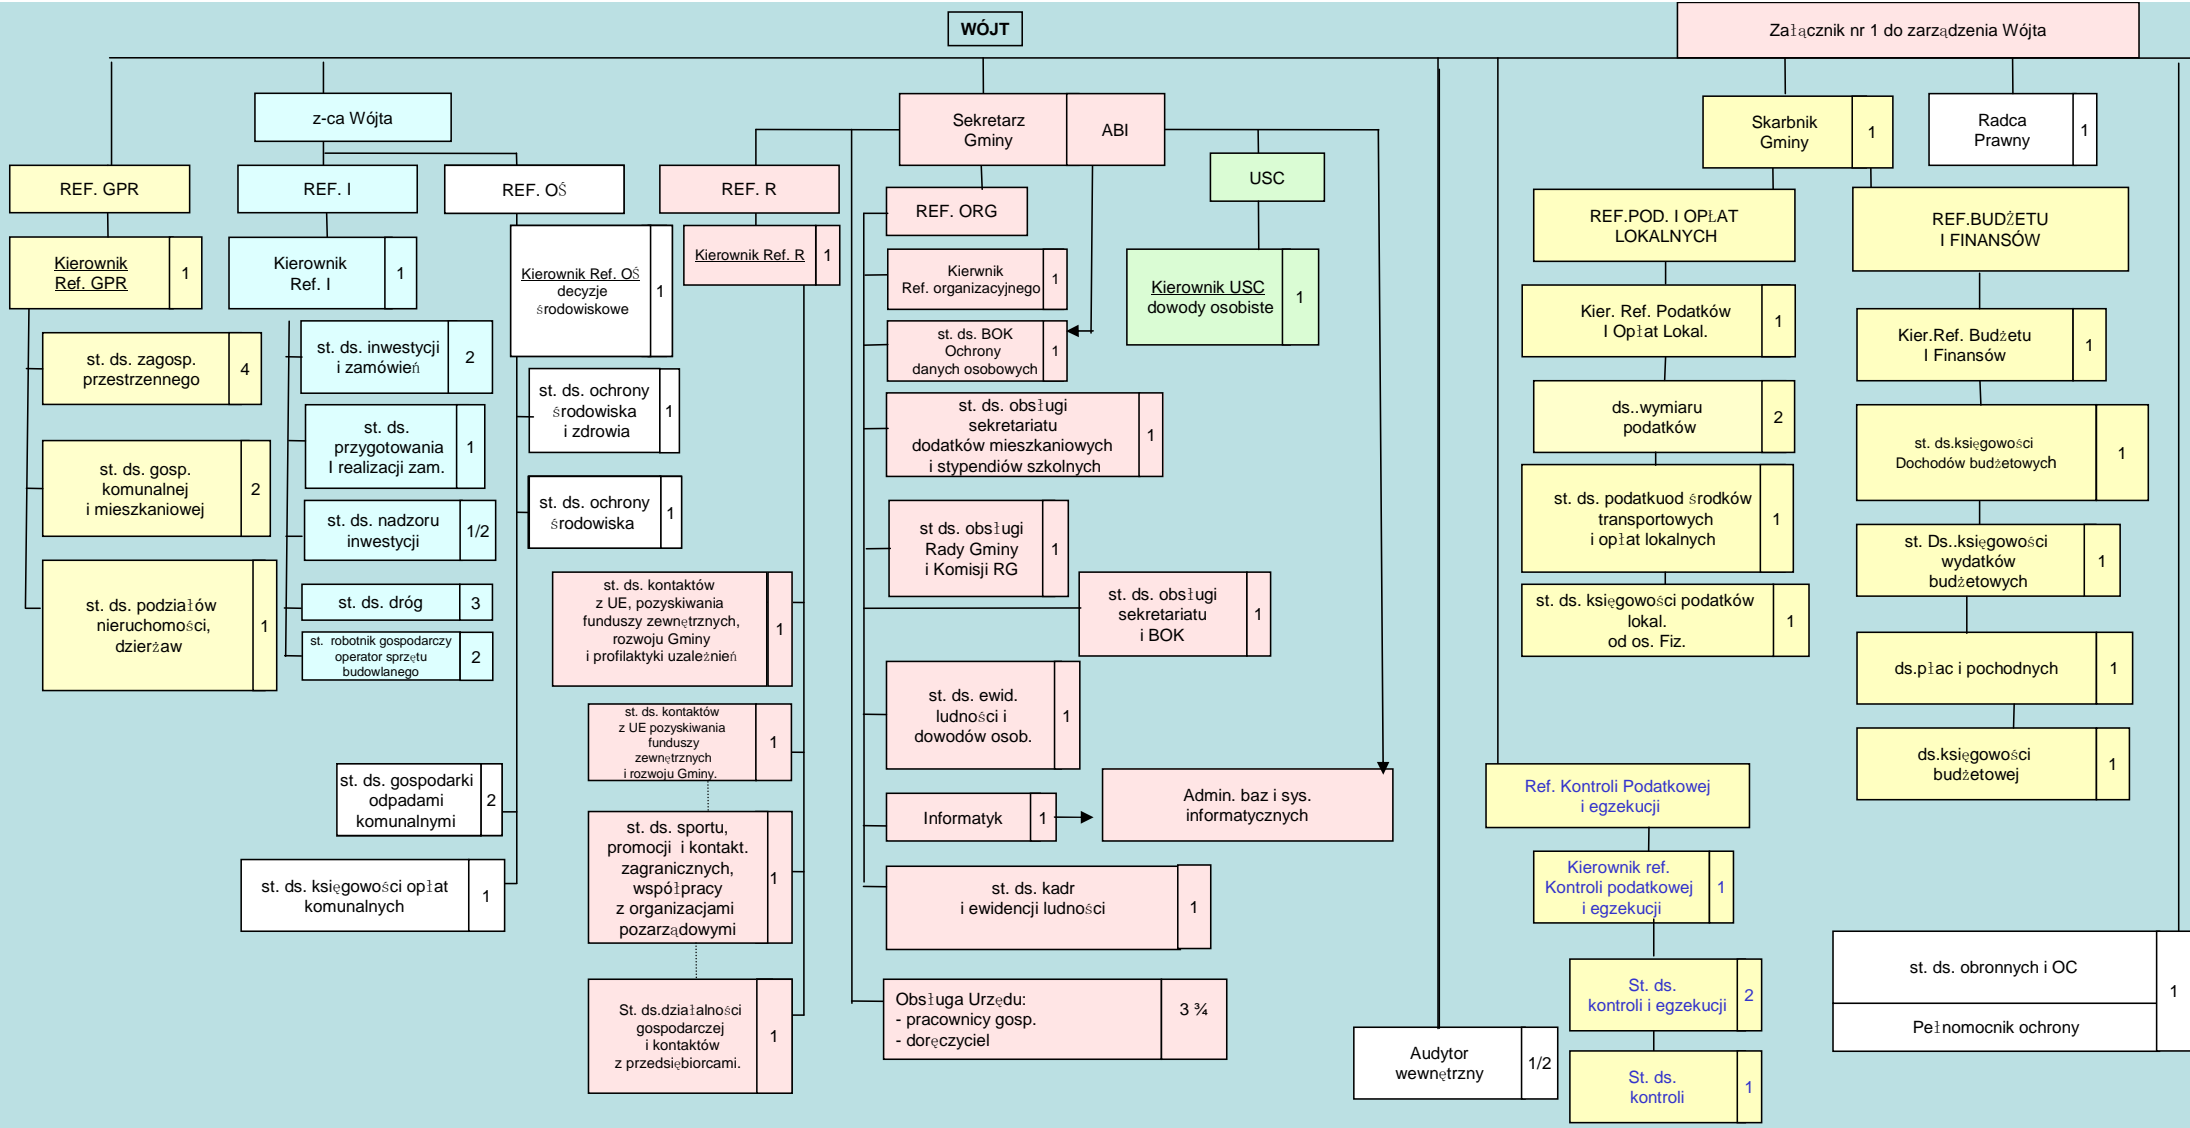 WÓJT
Załącznik nr 1 do zarządzenia Wójta
z-ca Wójta
Sekretarz
Gminy
ABI
Skarbnik
Gminy
1
Radca
Prawny
1
REF. GPR
REF. I
REF. OŚ
REF. R
REF. ORG
USC
REF.POD. I OPŁAT
LOKALNYCH
REF.BUDŻETU
I FINANSÓW
Kierownik
Ref. GPR
1
st. ds. zagosp.
przestrzennego
4
st. ds. gosp.
komunalnej
i mieszkaniowej
2
st. ds. podziałów
nieruchomości,
dzierżaw
1
Kierownik
Ref. I
1
st. ds. inwestycji
i zamówień
2
st. ds.
przygotowania
I realizacji zam.
1
st. ds. nadzoru
inwestycji
1/2
st. ds. dróg
3
st. robotnik gospodarczy
operator sprzętu
budowlanego
2
Kierownik Ref. OŚ
decyzje
środowiskowe
1
st. ds. ochrony
środowiska
i zdrowia
1
st. ds. ochrony
środowiska
1
st. ds. gospodarki
odpadami
komunalnymi
2
st. ds. księgowości opłat
komunalnych
1
Kierownik Ref. R
1
st. ds. kontaktów
z UE, pozyskiwania
funduszy zewnętrznych,
rozwoju Gminy
i profilaktyki uzależnień
1
st. ds. kontaktów
z UE pozyskiwania
funduszy
zewnętrznych
i rozwoju Gminy.
1
st. ds. sportu,
promocji i kontakt.
zagranicznych,
współpracy
z organizacjami
pozarządowymi
1
St. ds.działalności
gospodarczej
i kontaktów
z przedsiębiorcami.
1
Kierwnik
Ref. organizacyjnego
1
st. ds. BOK
Ochrony
danych osobowych
1
st. ds. obsługi
sekretariatu
dodatków mieszkaniowych
i stypendiów szkolnych
1
st ds. obsługi
Rady Gminy
i Komisji RG
1
st. ds. obsługi
sekretariatu
i BOK
1
st. ds. ewid.
ludności i
dowodów osob.
1
Informatyk
1
Admin. baz i sys.
informatycznych
st. ds. kadr
i ewidencji ludności
1
Obsługa Urzędu:
- pracownicy gosp.
- doręczyciel
3 ¾
Kierownik USC
dowody osobiste
1
Kier. Ref. Podatków
I Opłat Lokal.
1
ds..wymiaru
podatków
2
st. ds. podatkuod środków
transportowych
i opłat lokalnych
1
st. ds. księgowości podatków
lokal.
od os. Fiz.
1
Kier.Ref. Budżetu
I Finansów
1
st. ds.księgowości
Dochodów budżetowych
1
st. Ds..księgowości
wydatków
budżetowych
1
ds.płac i pochodnych
1
ds.księgowości
budżetowej
1
Ref. Kontroli Podatkowej
i egzekucji
Kierownik ref.
Kontroli podatkowej
i egzekucji
1
St. ds.
kontroli i egzekucji
2
St. ds.
kontroli
1
Audytor
wewnętrzny
1/2
st. ds. obronnych i OC
Pełnomocnik ochrony
1